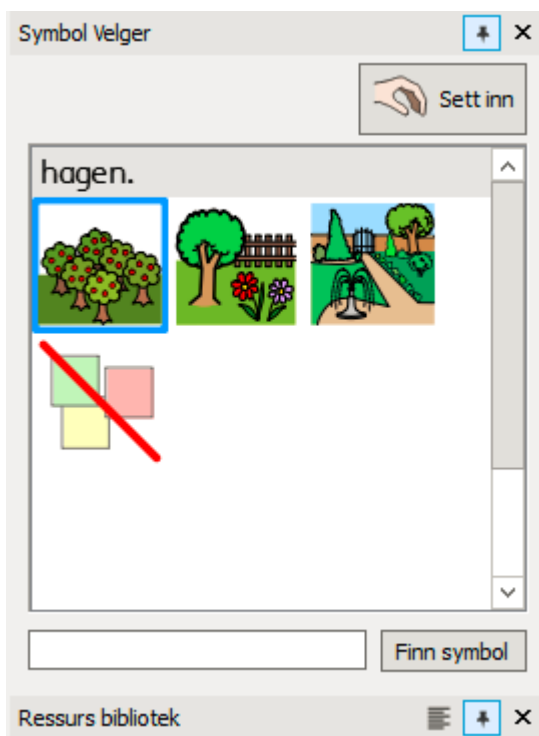 Symbol Velger
Sett inn
hagen.
Finn symbol
Ressurs bibliotek